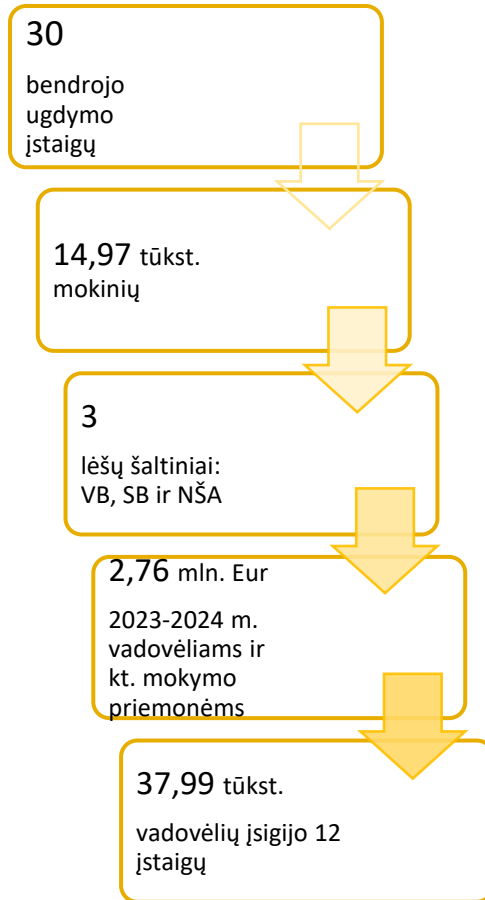 30
bendrojo
ugdymo
įstaigų
14,97 tūkst.
mokinių
3
lėšų šaltiniai:
VB, SB ir NŠA
2,76 mln. Eur
2023-2024 m.
vadovėliams ir
kt. mokymo
priemonėms
37,99 tūkst.
vadovėlių įsigijo 12
įstaigų